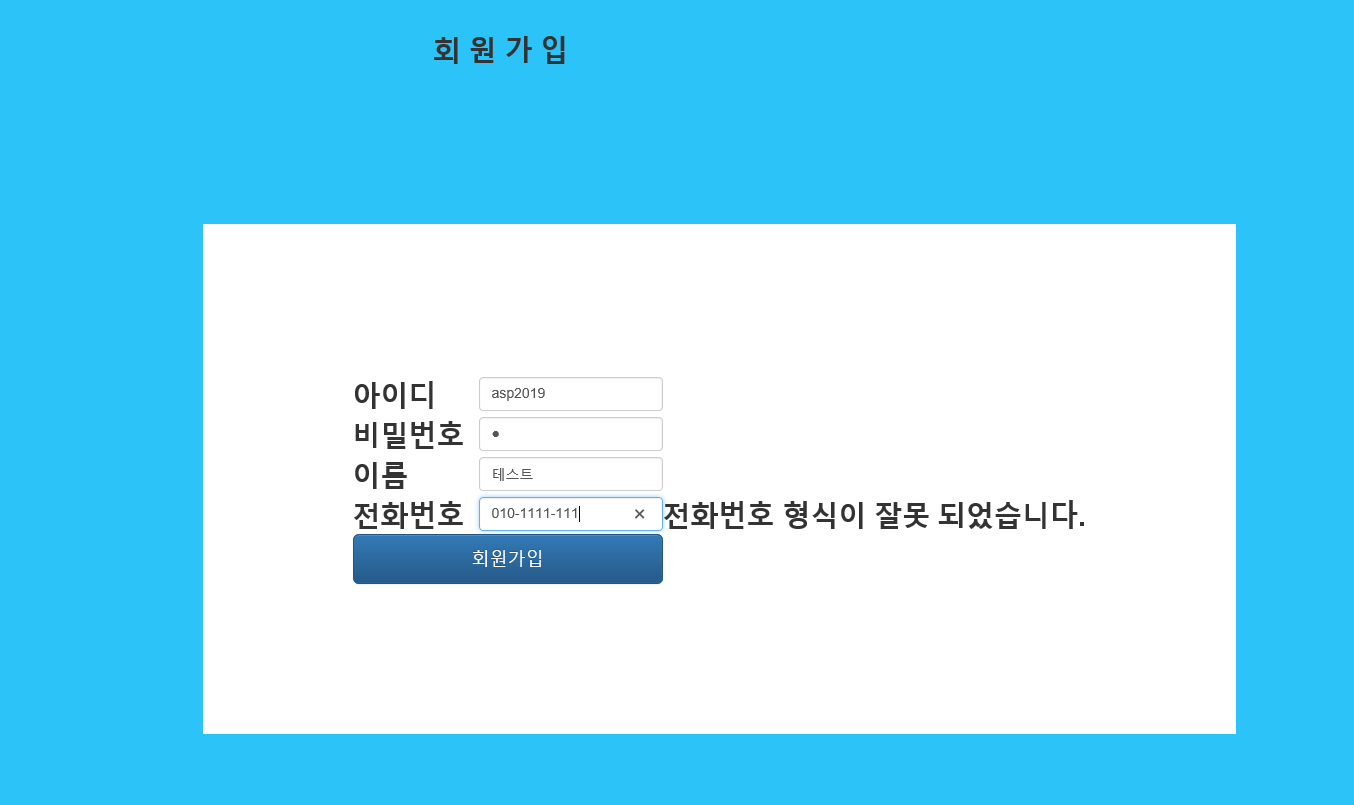 회 원 가 입
아이디 asp2019
비밀번호 ●
이름 테스트
전화번호 010-1111-111 × 전화번호 형식이 잘못 되었습니다.
회원가입